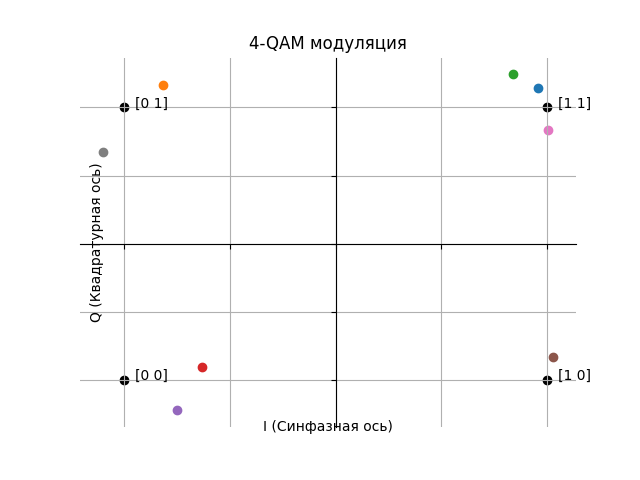 4-QAM модуляция
[0 1]
[1 1]
Q (Квадратурная ось)
[0 0]
[1 0]
I (Синфазная ось)